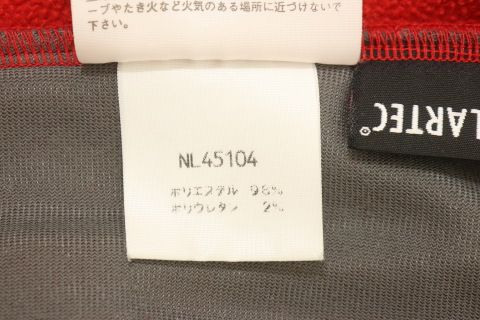 ーブやたき火など火気のある場所に近づけないで
下さい。
LARTEC®
NL45104
ポリエステル 98%
ポリウレタン 2%